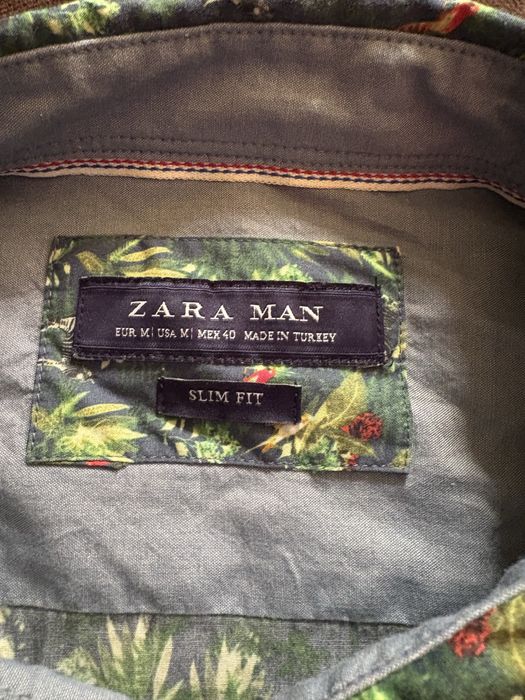 ZARA MAN
EUR M | USA M | MEX 40 MADE IN TURKEY
SLIM FIT